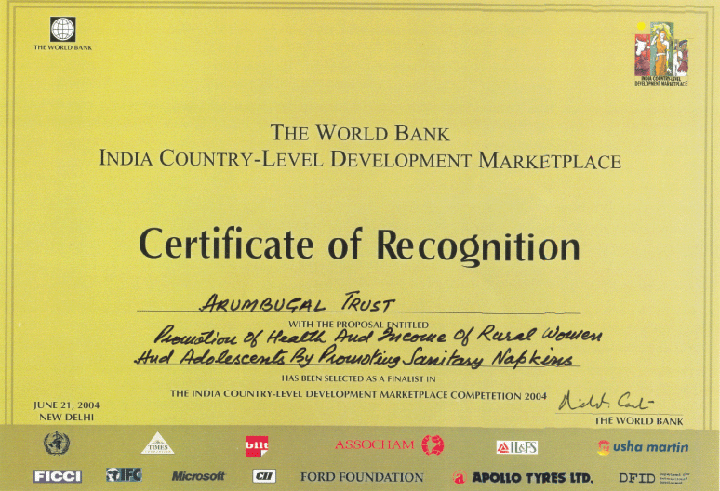 THE WORLD BANK
INDIA COUNTRY-LEVEL
DEVELOPMENT MARKETPLACE
THE WORLD BANK
INDIA COUNTRY-LEVEL DEVELOPMENT MARKETPLACE
Certificate of Recognition
ARUMBUGAL TRUST
WITH THE PROPOSAL ENTITLED
Promotion Of Health And Income Of Rural Women
And Adolescents By Promoting Sanitary Napkins
HAS BEEN SELECTED AS A FINALIST IN
THE INDIA COUNTRY-LEVEL DEVELOPMENT MARKETPLACE COMPETETION 2004
JUNE 21, 2004
NEW DELHI
THE WORLD BANK
TIMES
bilt
ASSOCHAM
IL&FS
usha martin
FICCI
IFC
Microsoft
CII
FORD FOUNDATION
APOLLO TYRES LTD.
DFID